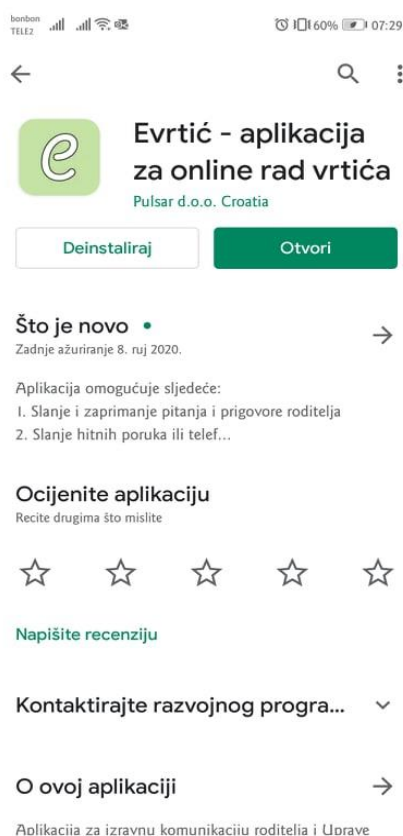 bonbon
TELE2
60% 07:29
e
Evrtić - aplikacija
za online rad vrtića
Pulsar d.o.o. Croatia
Deinstaliraj
Otvori
Što je novo
Zadnje ažuriranje 8. ruj 2020.
Aplikacija omogućuje sljedeće:
1. Slanje i zaprimanje pitanja i prigovore roditelja
2. Slanje hitnih poruka ili telef...
Ocijenite aplikaciju
Recite drugima što mislite
Napišite recenziju
Kontaktirajte razvojnog progra...
O ovoj aplikaciji
Aplikacija za izravnu komunikaciju roditelja i Uprave